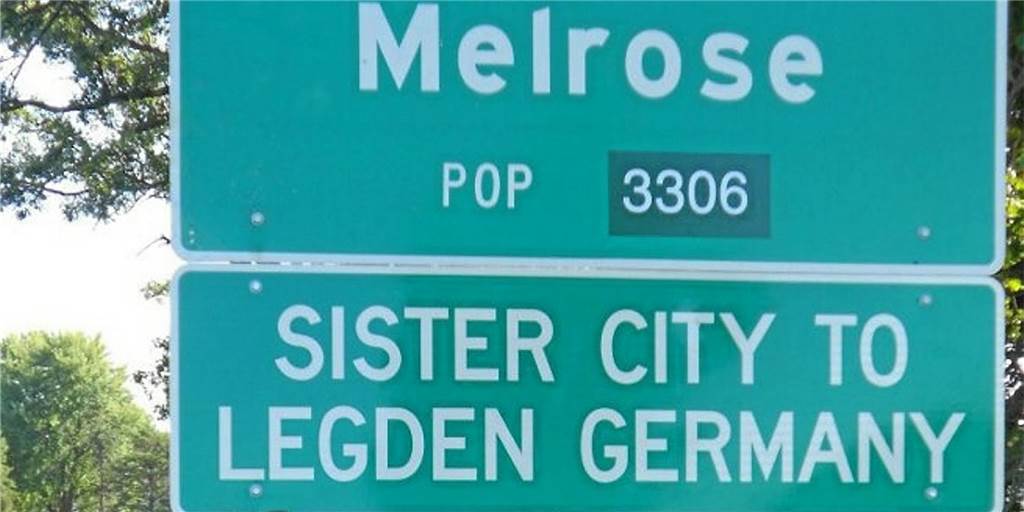 Melrose
POP 3306
SISTER CITY TO
LEGDEN GERMANY